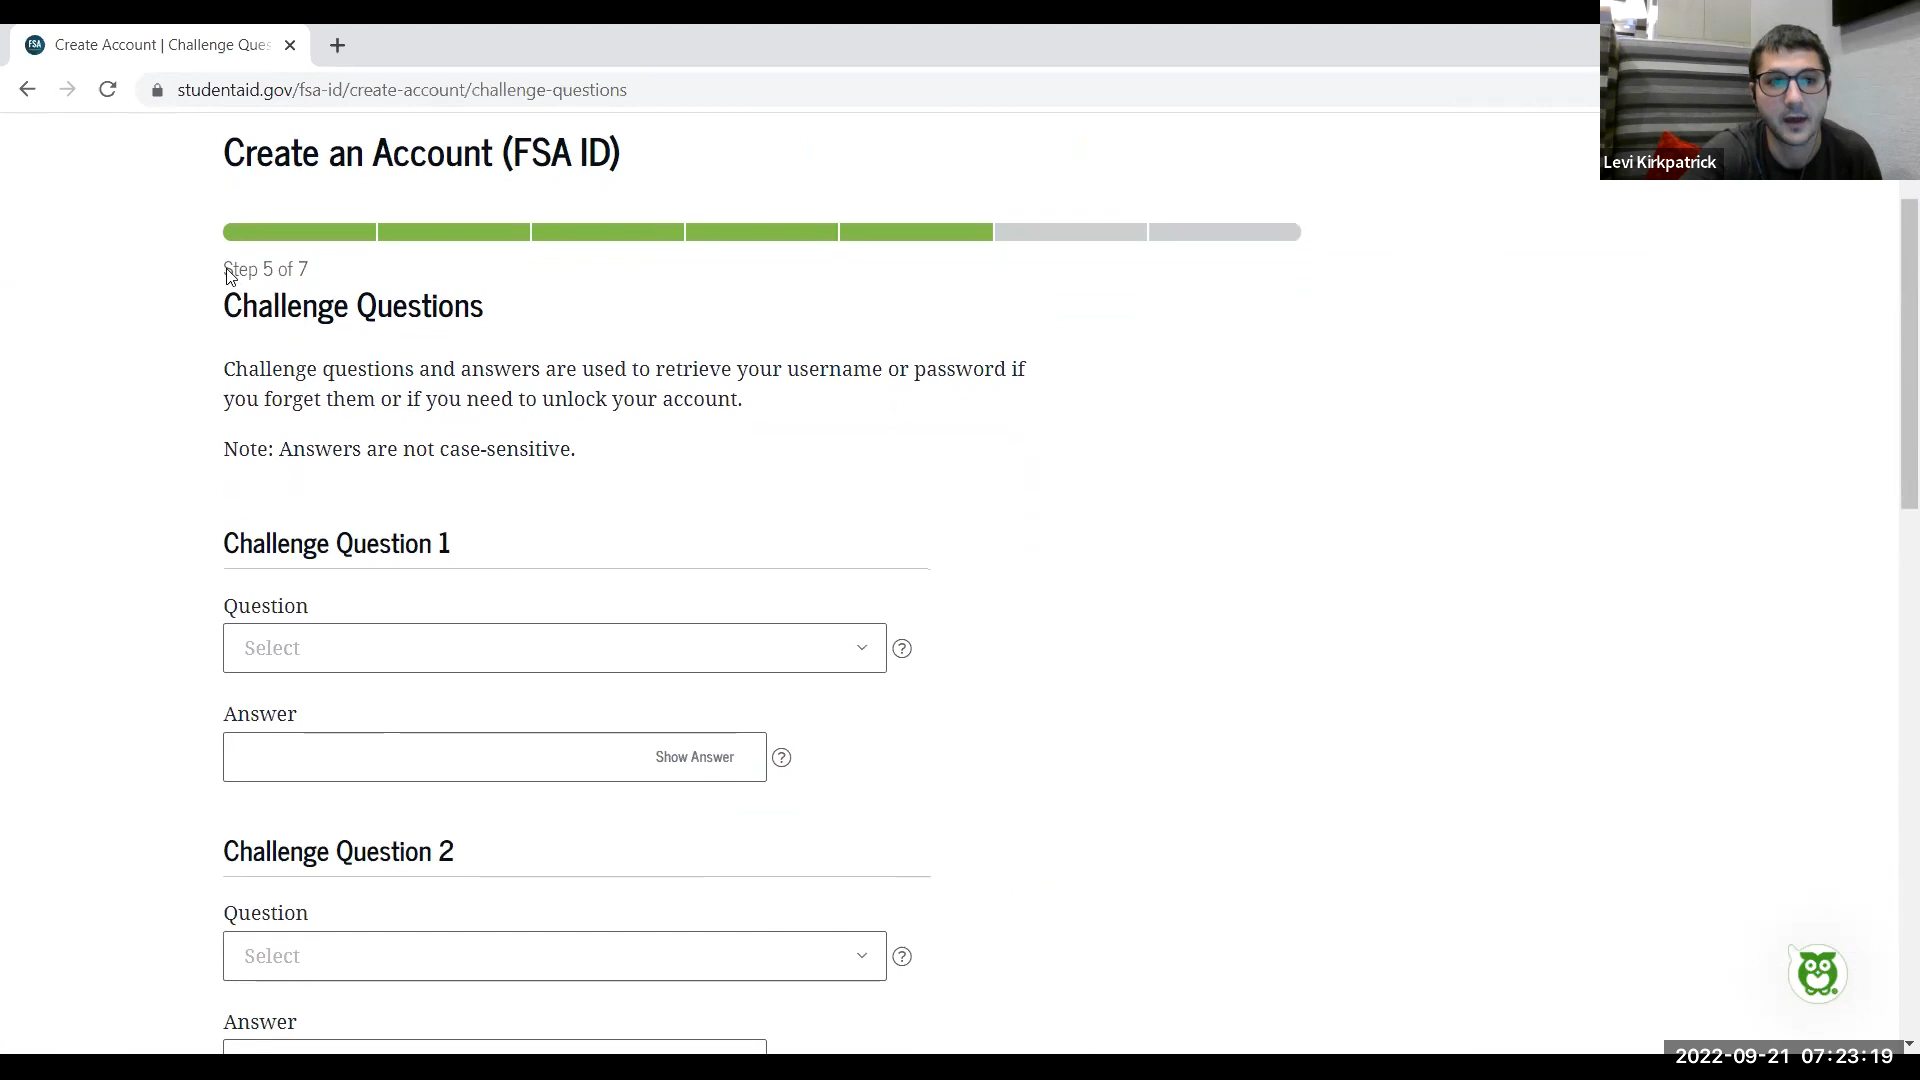 FSA Create Account | Challenge Ques
studentaid.gov/fsa-id/create-account/challenge-questions
Levi Kirkpatrick
Create an Account (FSA ID)
Step 5 of 7
Challenge Questions
Challenge questions and answers are used to retrieve your username or password if
you forget them or if you need to unlock your account.
Note: Answers are not case-sensitive.
Challenge Question 1
Question
Select
?
Answer
Show Answer
?
Challenge Question 2
Question
Select
?
Answer
2022-09-21 07:23:19